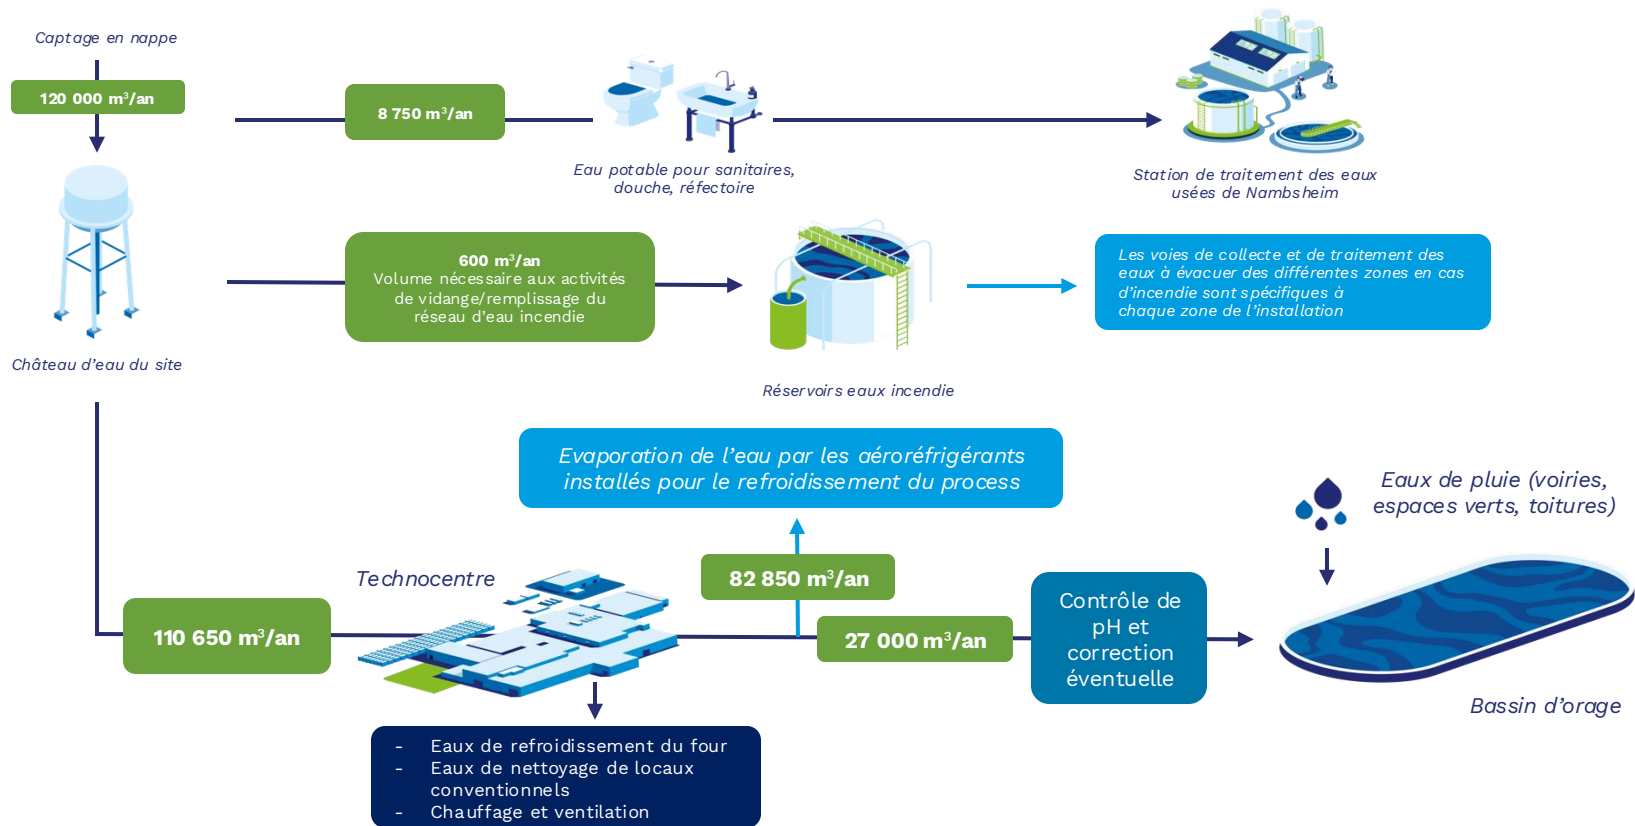 Captage en nappe
120 000 m³/an
8 750 m³/an
Eau potable pour sanitaires,
douche, réfectoire
Station de traitement des eaux
usées de Nambsheim
Château d'eau du site
600 m³/an
Volume nécessaire aux activités
de vidange/remplissage du
réseau d'eau incendie
Réservoirs eaux incendie
Les voies de collecte et de traitement des
eaux à évacuer des différentes zones en cas
d'incendie sont spécifiques à
chaque zone de l'installation
Evaporation de l'eau par les aéroréfrigérants
installés pour le refroidissement du process
Eaux de pluie (voiries,
espaces verts, toitures)
Technocentre
82 850 m³/an
110 650 m³/an
27 000 m³/an
Contrôle de
pH et
correction
éventuelle
Bassin d'orage
- Eaux de refroidissement du four
- Eaux de nettoyage de locaux
conventionnels
- Chauffage et ventilation